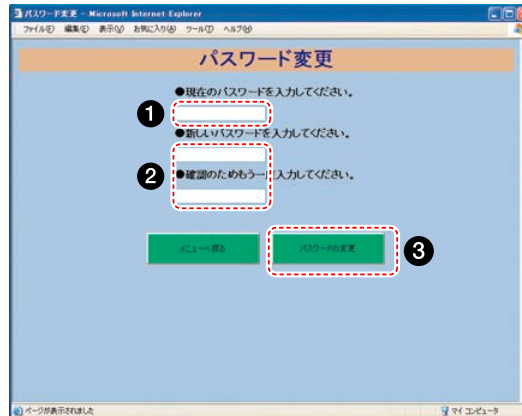 パスワード変更 - Microsoft Internet Explorer
ファイル(F) 編集(E) 表示(V) お気に入り(A) ツール(T) ヘルプ(H)
パスワード変更
●現在のパスワードを入力してください。
1
●新しいパスワードを入力してください。
2
●確認のためもう一度入力してください。
メニューへ戻る パスワードの変更 3
ページが表示されました マイ コンピュータ